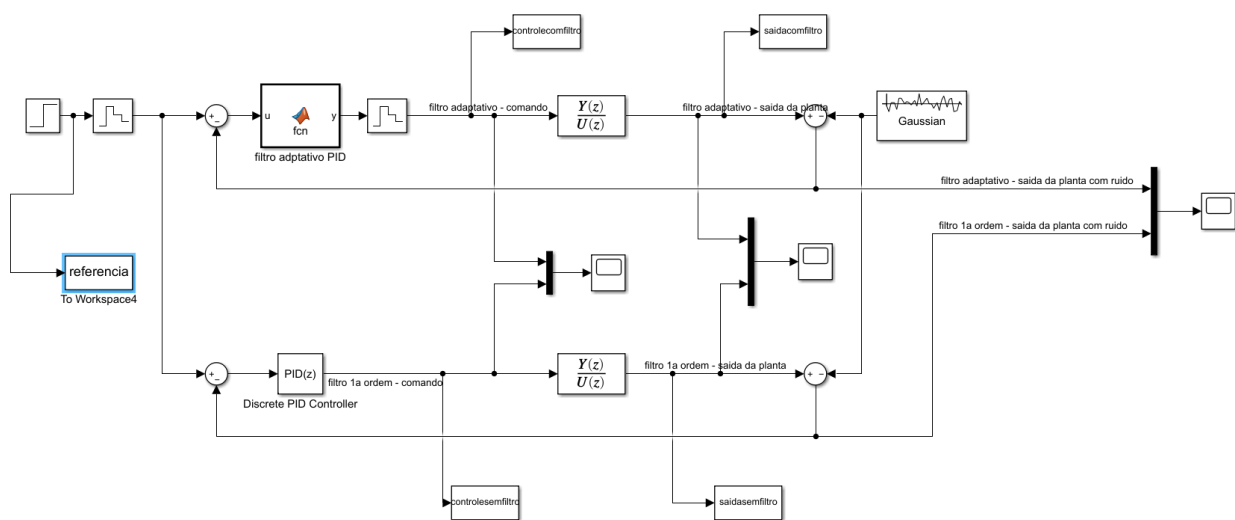 controlecomfiltro
saidacomfiltro
filtro adaptativo - comando
filtro adaptativo - saida da planta
u
fcn
y
Y(z)
U(z)
+
−
+
−
Gaussian
filtro adptativo PID
filtro adaptativo - saida da planta com ruido
filtro 1a ordem - saida da planta com ruido
referencia
To Workspace4
+
−
PID(z)
filtro 1a ordem - comando
Y(z)
U(z)
filtro 1a ordem - saida da planta
+
−
Discrete PID Controller
controlesemfiltro
saidasemfiltro